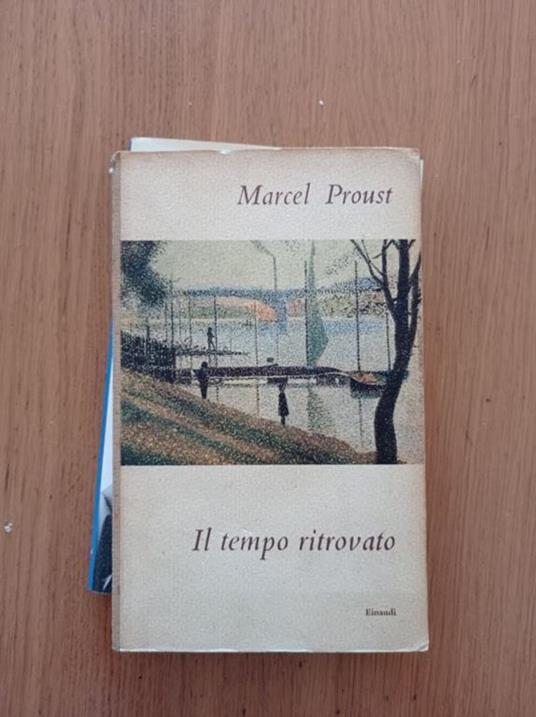 Marcel Proust
Il tempo ritrovato
Einaudi